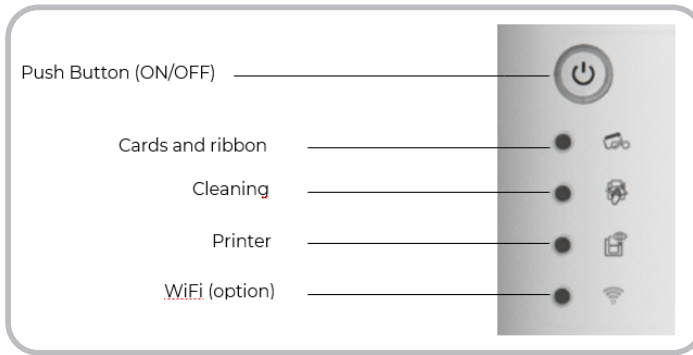 Push Button (ON/OFF)
Cards and ribbon
Cleaning
Printer
WiFi (option)